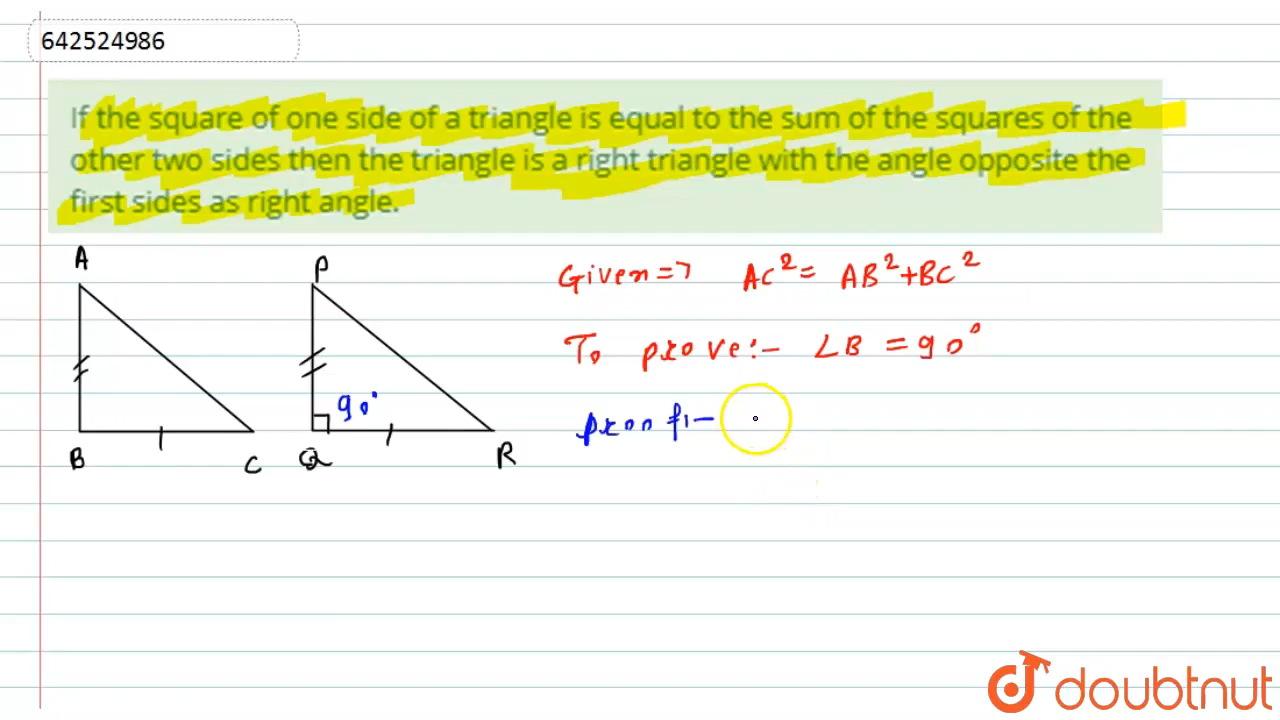 642524986
If the square of one side of a triangle is equal to the sum of the squares of the
other two sides then the triangle is a right triangle with the angle opposite the
first sides as right angle.
A
P
Given => AC²= AB²+BC²
To prove:- ∠B = 90°
90°
proof:-
B
C
Q
R
doubtnut